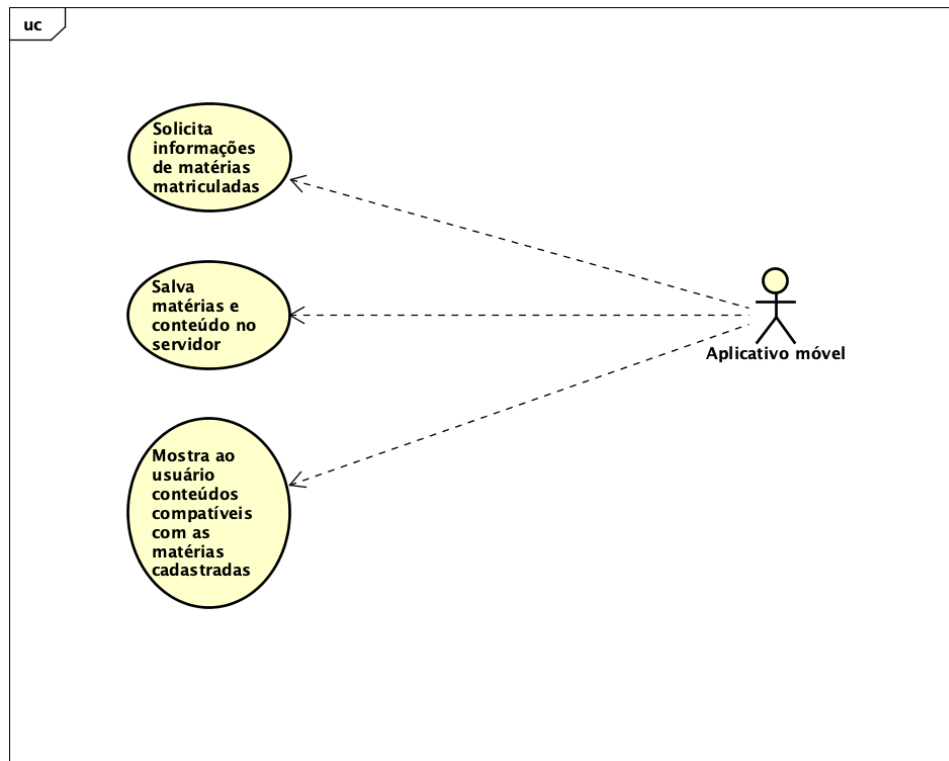 uc
Solicita
informações
de matérias
matriculadas
Salva
matérias e
conteúdo no
servidor
Aplicativo móvel
Mostra ao
usuário
conteúdos
compatíveis
com as
matérias
cadastradas